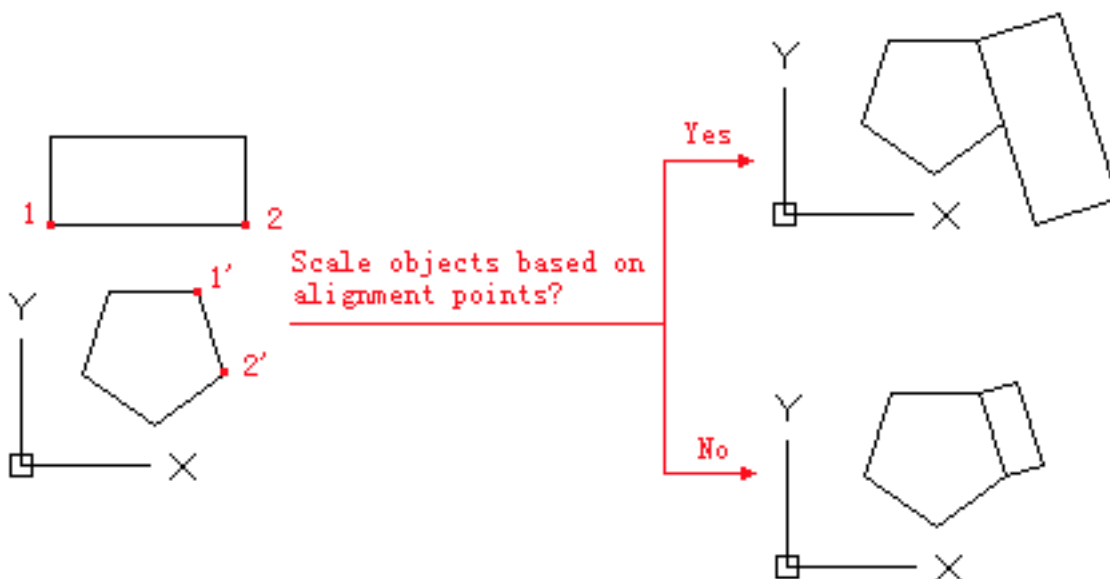 Y
Yes
1
2
X
Scale objects based on
alignment points?
1'
Y
2'
Y
No
X
X